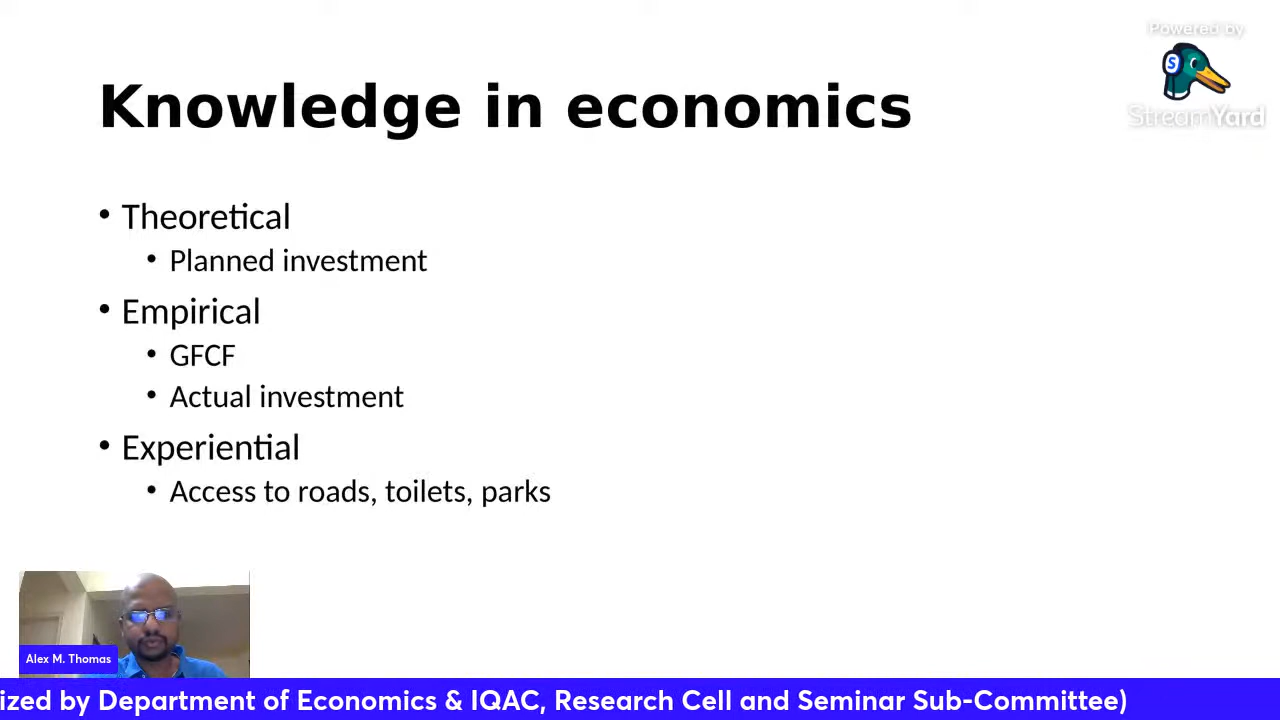 Powered by
StreamYard
Knowledge in economics
• Theoretical
• Planned investment
• Empirical
• GFCF
• Actual investment
• Experiential
• Access to roads, toilets, parks
Alex M. Thomas
ized by Department of Economics & IQAC, Research Cell and Seminar Sub-Committee)